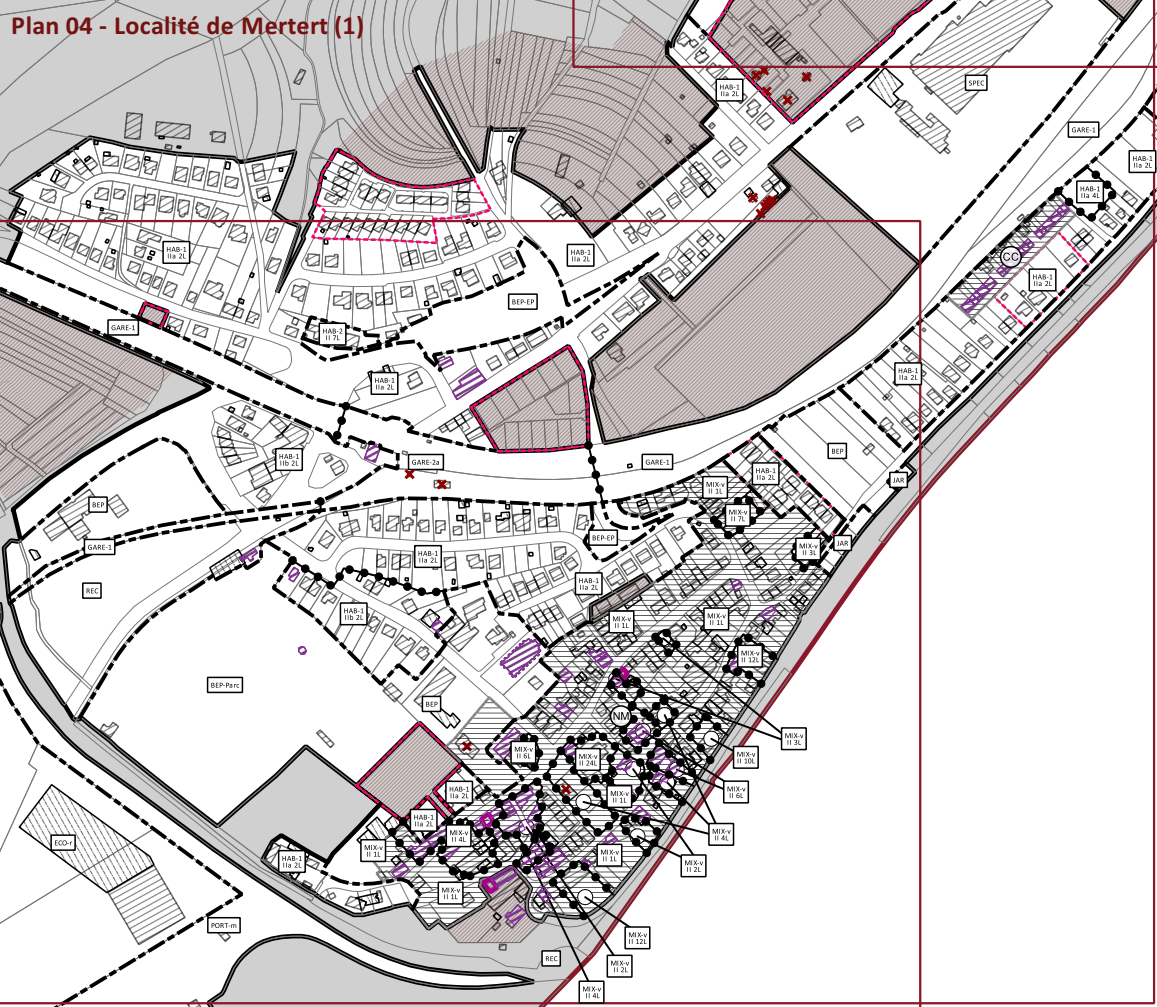 Plan 04 - Localité de Mertert (1)
HAB-1
IIa 2L
SPEC
GARE-1
HAB-1
IIa 2L
HAB-1
IIa 4L
HAB-1
IIa 2L
HAB-1
IIa 2L
CC
HAB-1
IIa 2L
BEP-EP
GARE-1
HAB-2
II 7L
HAB-1
IIa 2L
HAB-1
IIa 2L
HAB-1
IIb 2L
GARE-2a
GARE-1
BEP
HAB-1
IIa 2L
JAR
MIX-v
II 1L
BEP
MIX-v
II 7L
BEP-EP
JAR
GARE-1
MIX-v
II 3L
HAB-1
IIa 2L
HAB-1
IIa 2L
REC
HAB-1
IIb 2L
MIX-v
II 1L
MIX-v
II 1L
MIX-v
II 12L
BEP-Parc
BEP
NM
MIX-v
II 3L
MIX-v
II 6L
MIX-v
II 24L
MIX-v
II 10L
HAB-1
IIa 2L
MIX-v
II 1L
MIX-v
II 6L
HAB-1
IIa 2L
MIX-v
II 4L
MIX-v
II 4L
ECO-r
MIX-v
II 1L
HAB-1
IIa 2L
MIX-v
II 1L
MIX-v
II 2L
MIX-v
II 1L
PORT-m
MIX-v
II 12L
REC
MIX-v
II 2L
MIX-v
II 4L